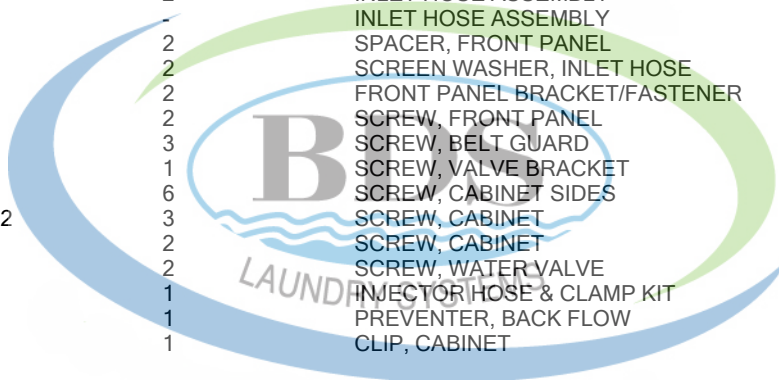 INLET HOSE ASSEMBLY
- INLET HOSE ASSEMBLY
2 SPACER, FRONT PANEL
2 SCREEN WASHER, INLET HOSE
2 FRONT PANEL BRACKET/FASTENER
2 SCREW, FRONT PANEL
3 SCREW, BELT GUARD
1 SCREW, VALVE BRACKET
6 SCREW, CABINET SIDES
2 3 SCREW, CABINET
2 SCREW, CABINET
2 SCREW, WATER VALVE
1 INJECTOR HOSE & CLAMP KIT
1 PREVENTER, BACK FLOW
1 CLIP, CABINET
BDS
LAUNDRY SYSTEMS